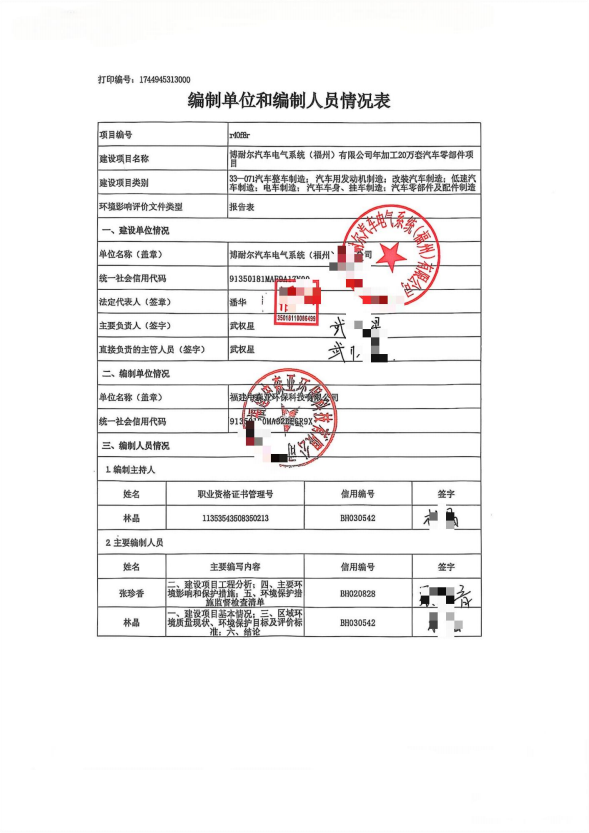 打印编号：1744945313000
编制单位和编制人员情况表
项目编号 r40f8r
建设项目名称 博耐尔汽车电气系统（福州）有限公司年加工20万套汽车零部件项
目
建设项目类别 33—071汽车整车制造；汽车用发动机制造；改装汽车制造；低速汽
车制造；电车制造；汽车车身、挂车制造；汽车零部件及配件制造
环境影响评价文件类型 报告表
一、建设单位情况
单位名称（盖章） 博耐尔汽车电气系统（福州 公司
统一社会信用代码
法定代表人（签章） 潘华
35018110086499
主要负责人（签字） 武权星
直接负责的主管人员（签字） 武权星
二、编制单位情况
单位名称（盖章） 环保科技有限公司
统一社会信用代码
三、编制人员情况
1.编制主持人
姓名 职业资格证书管理号 信用编号 签字
林晶 11353543508350213 BH030542
2.主要编制人员
姓名 主要编写内容 信用编号 签字
张珍香 二、建设项目工程分析；四、主要环
境影响和保护措施；五、环境保护措
施监督检查清单 BH020828
林晶 一、建设项目基本情况；三、区域环
境质量现状、环境保护目标及评价标
准；六、结论 BH030542